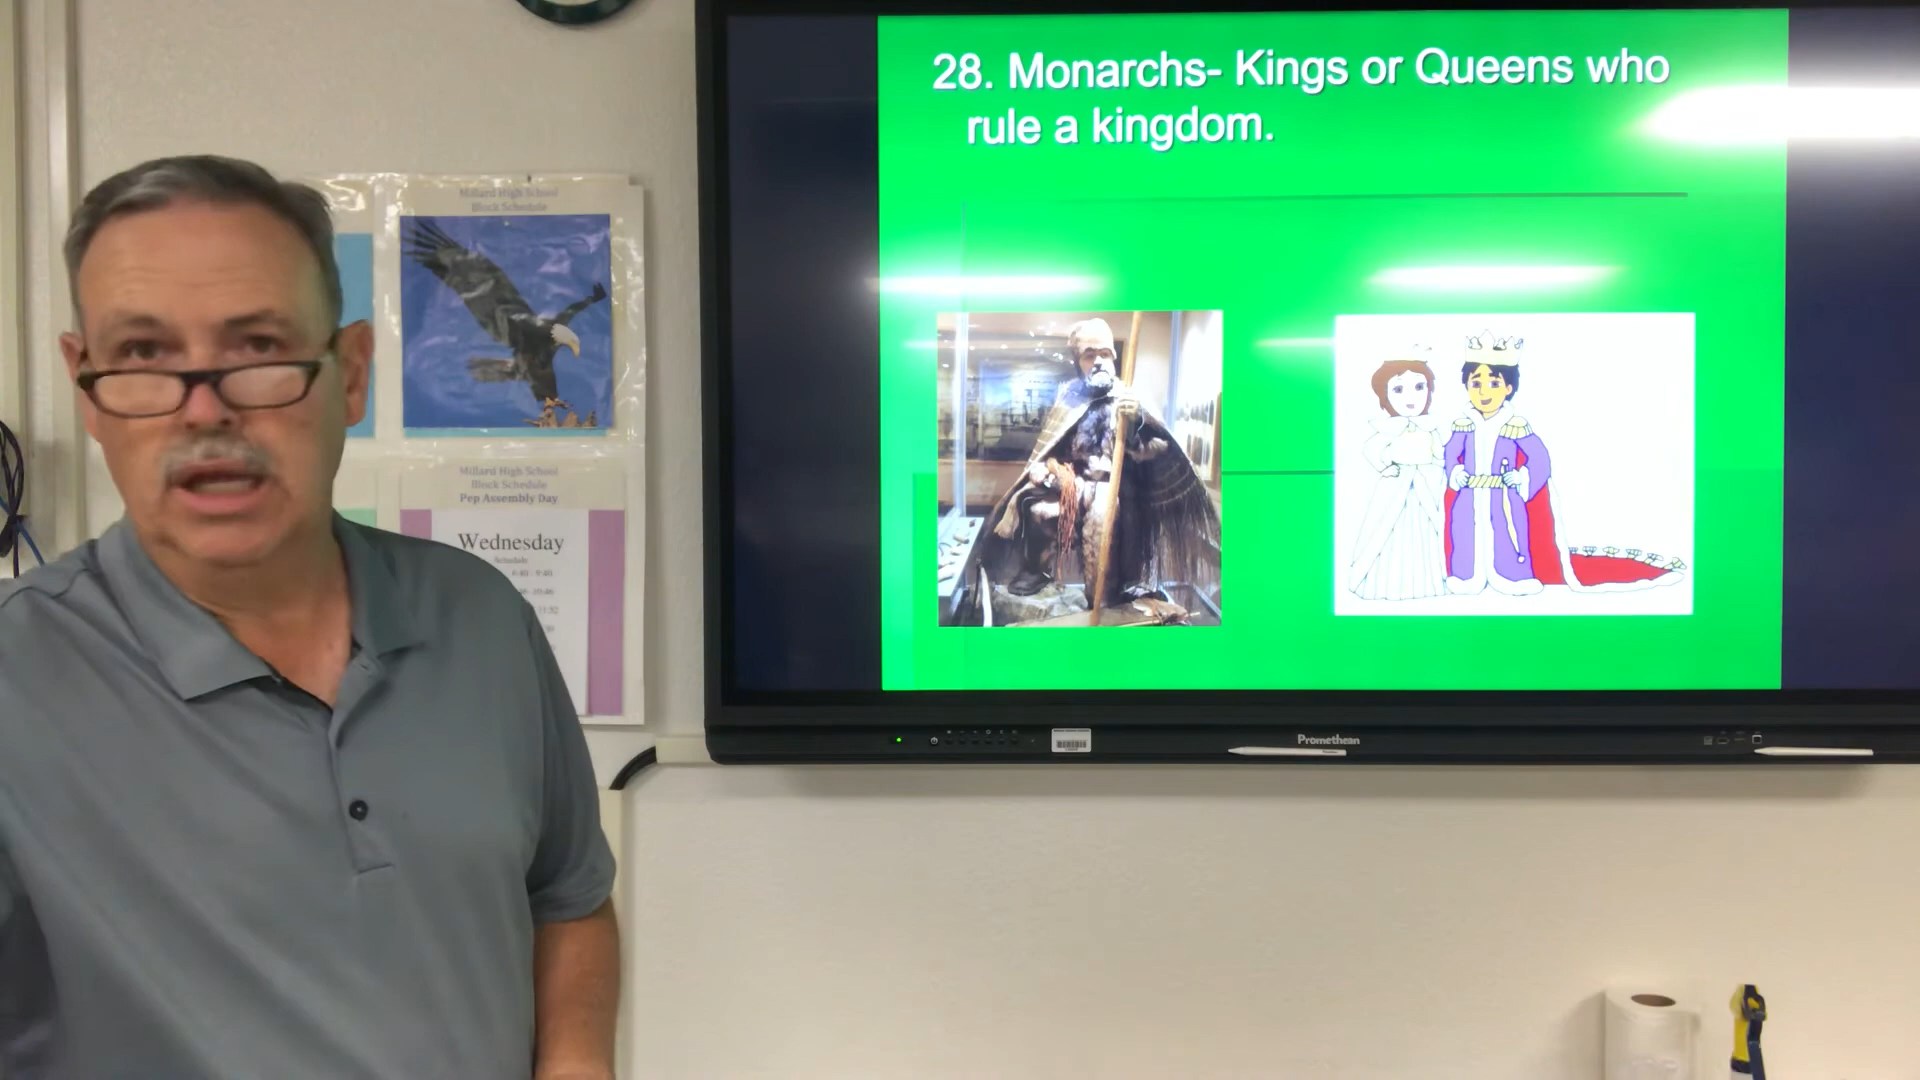 28. Monarchs- Kings or Queens who
rule a kingdom.
Millard High School
Block Schedule
Millard High School
Block Schedule
Pep Assembly Day
Wednesday
Schedule
Promethean